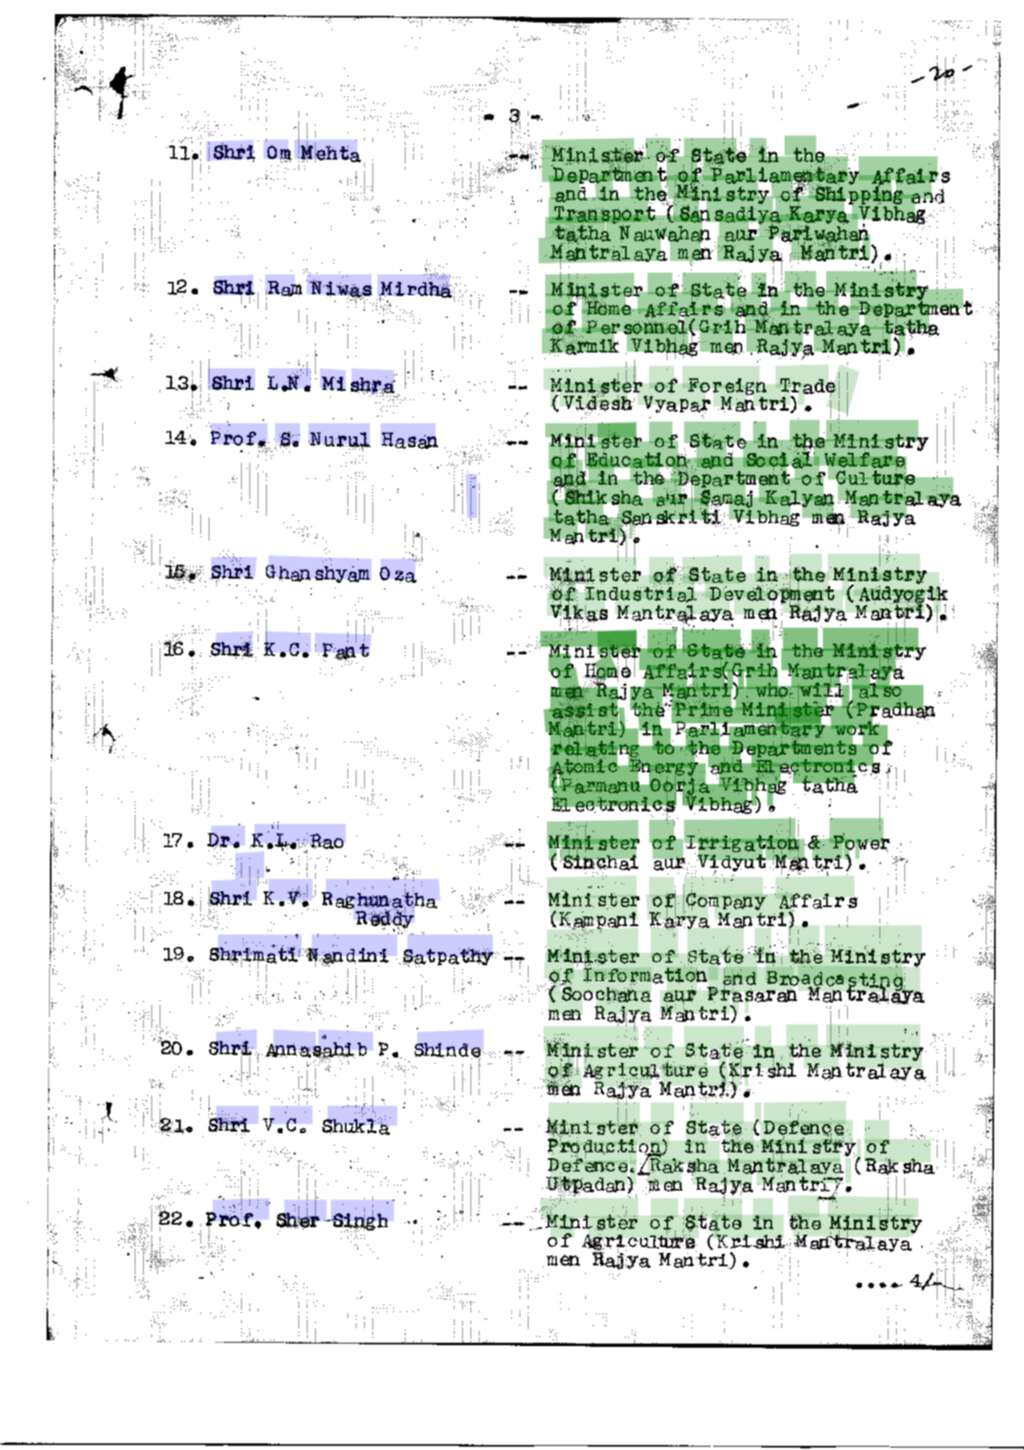 - 20 -
- 3 -
11. Shri Om Mehta -- Minister of State in the
Department of Parliamentary Affairs
and in the Ministry of Shipping and
Transport (Sansadiya Karya Vibhag
tatha Nauwahan aur Pariwahan
Mantralaya men Rajya Mantri).
12. Shri Ram Niwas Mirdha -- Minister of State in the Ministry
of Home Affairs and in the Department
of Personnel(Grih Mantralaya tatha
Karmik Vibhag men Rajya Mantri).
13. Shri L.N. Mishra -- Minister of Foreign Trade
(Videsh Vyapar Mantri).
14. Prof. S. Nurul Hasan -- Minister of State in the Ministry
of Education and Social Welfare
and in the Department of Culture
(Shiksha aur Samaj Kalyan Mantralaya
tatha Sanskriti Vibhag men Rajya
Mantri).
15. Shri Ghanshyam Oza -- Minister of State in the Ministry
of Industrial Development (Audyogik
Vikas Mantralaya men Rajya Mantri).
16. Shri K.C. Pant -- Minister of State in the Ministry
of Home Affairs(Grih Mantralaya
men Rajya Mantri) who will also
assist the Prime Minister (Pradhan
Mantri) in Parliamentary work
relating to the Departments of
Atomic Energy and Electronics
(Parmanu Oorja Vibhag tatha
Electronics Vibhag).
17. Dr. K.L. Rao -- Minister of Irrigation & Power
(Sinchai aur Vidyut Mantri).
18. Shri K.V. Raghunatha -- Minister of Company Affairs
Reddy (Kampani Karya Mantri).
19. Shrimati Nandini Satpathy -- Minister of State in the Ministry
of Information and Broadcasting
(Soochana aur Prasaran Mantralaya
men Rajya Mantri).
20. Shri Annasahib P. Shinde -- Minister of State in the Ministry
of Agriculture (Krishi Mantralaya
men Rajya Mantri).
21. Shri V.C. Shukla -- Minister of State (Defence
Production) in the Ministry of
Defence. [Raksha Mantralaya (Raksha
Utpadan) men Rajya Mantri].
22. Prof. Sher Singh -- Minister of State in the Ministry
of Agriculture (Krishi Mantralaya
men Rajya Mantri).
.... 4/-